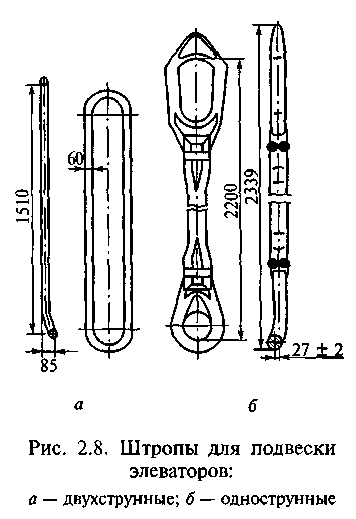 60
1510
2200
2339
85
27 ± 2
а
б
Рис. 2.8. Штропы для подвески
элеваторов:
а — двухструнные; б — однострунные